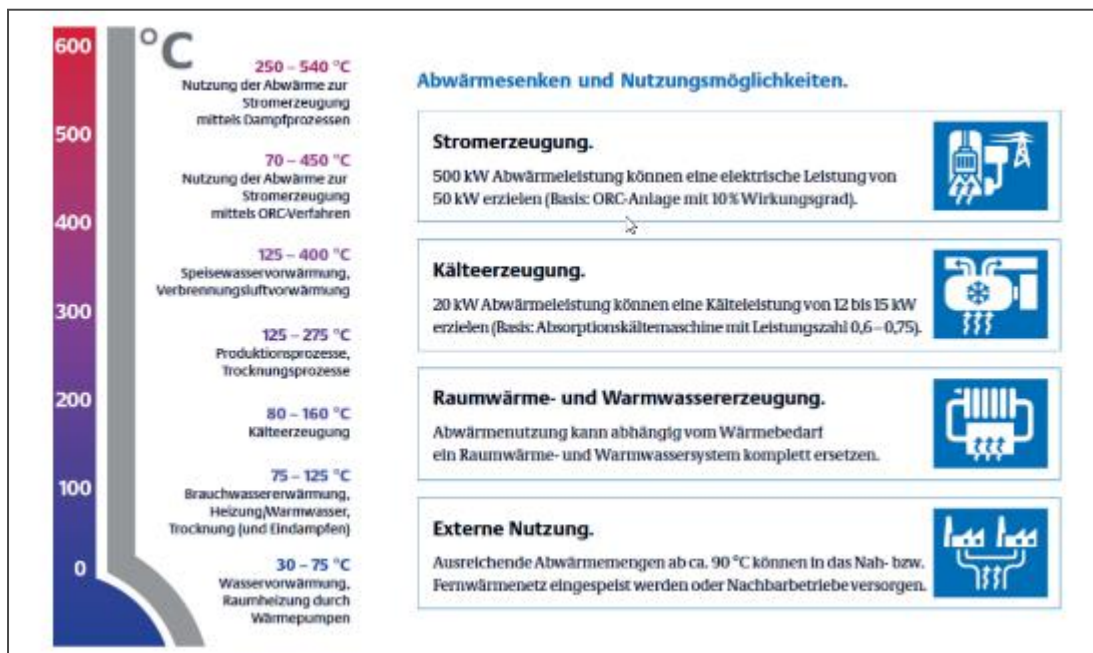 600
500
400
300
200
100
0
°C
250 – 540 °C
Nutzung der Abwärme zur
Stromerzeugung
mittels Dampfprozessen
70 – 450 °C
Nutzung der Abwärme zur
Stromerzeugung
mittels ORC-Verfahren
125 – 400 °C
Speisewasservorwärmung,
Verbrennungsluftvorwärmung
125 – 275 °C
Produktionsprozesse,
Trocknungsprozesse
80 – 160 °C
Kälteerzeugung
75 – 125 °C
Brauchwassererwärmung,
Heizung/Warmwasser,
Trocknung (und Eindampfen)
30 – 75 °C
Wasservorwärmung,
Raumheizung durch
Wärmepumpen
Abwärmesenken und Nutzungsmöglichkeiten.
Stromerzeugung.
500 kW Abwärmeleistung können eine elektrische Leistung von
50 kW erzielen (Basis: ORC-Anlage mit 10 % Wirkungsgrad).
Kälteerzeugung.
20 kW Abwärmeleistung können eine Kälteleistung von 12 bis 15 kW
erzielen (Basis: Absorptionskältemaschine mit Leistungszahl 0,6 – 0,75).
Raumwärme- und Warmwassererzeugung.
Abwärmenutzung kann abhängig vom Wärmebedarf
ein Raumwärme- und Warmwassersystem komplett ersetzen.
Externe Nutzung.
Ausreichende Abwärmemengen ab ca. 90 °C können in das Nah- bzw.
Fernwärmenetz eingespeist werden oder Nachbarbetriebe versorgen.